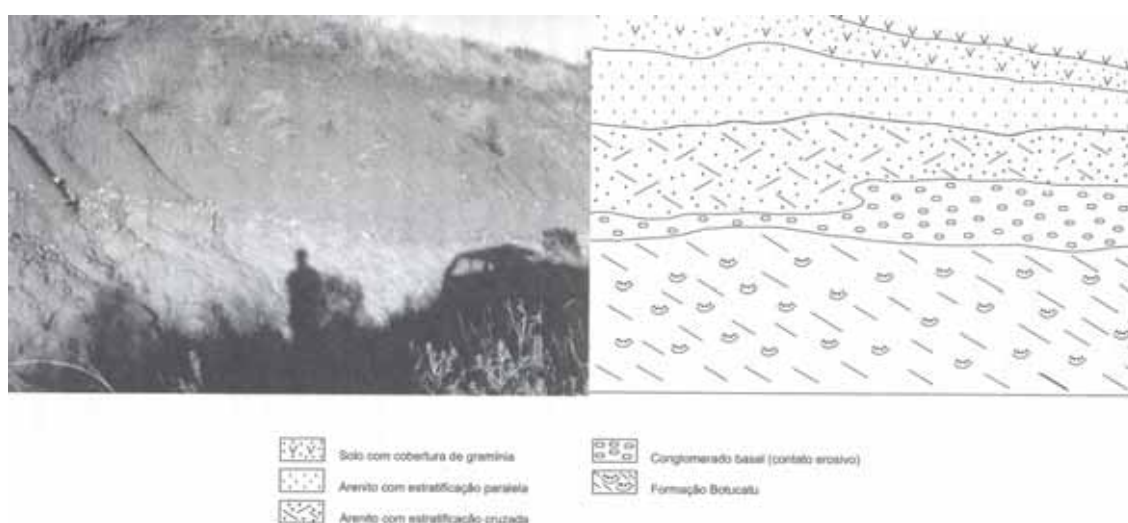 Solo com cobertura de gramínia
Arenito com estratificação paralela
Arenito com estratificação cruzada
Conglomerado basal (contato erosivo)
Formação Botucatu